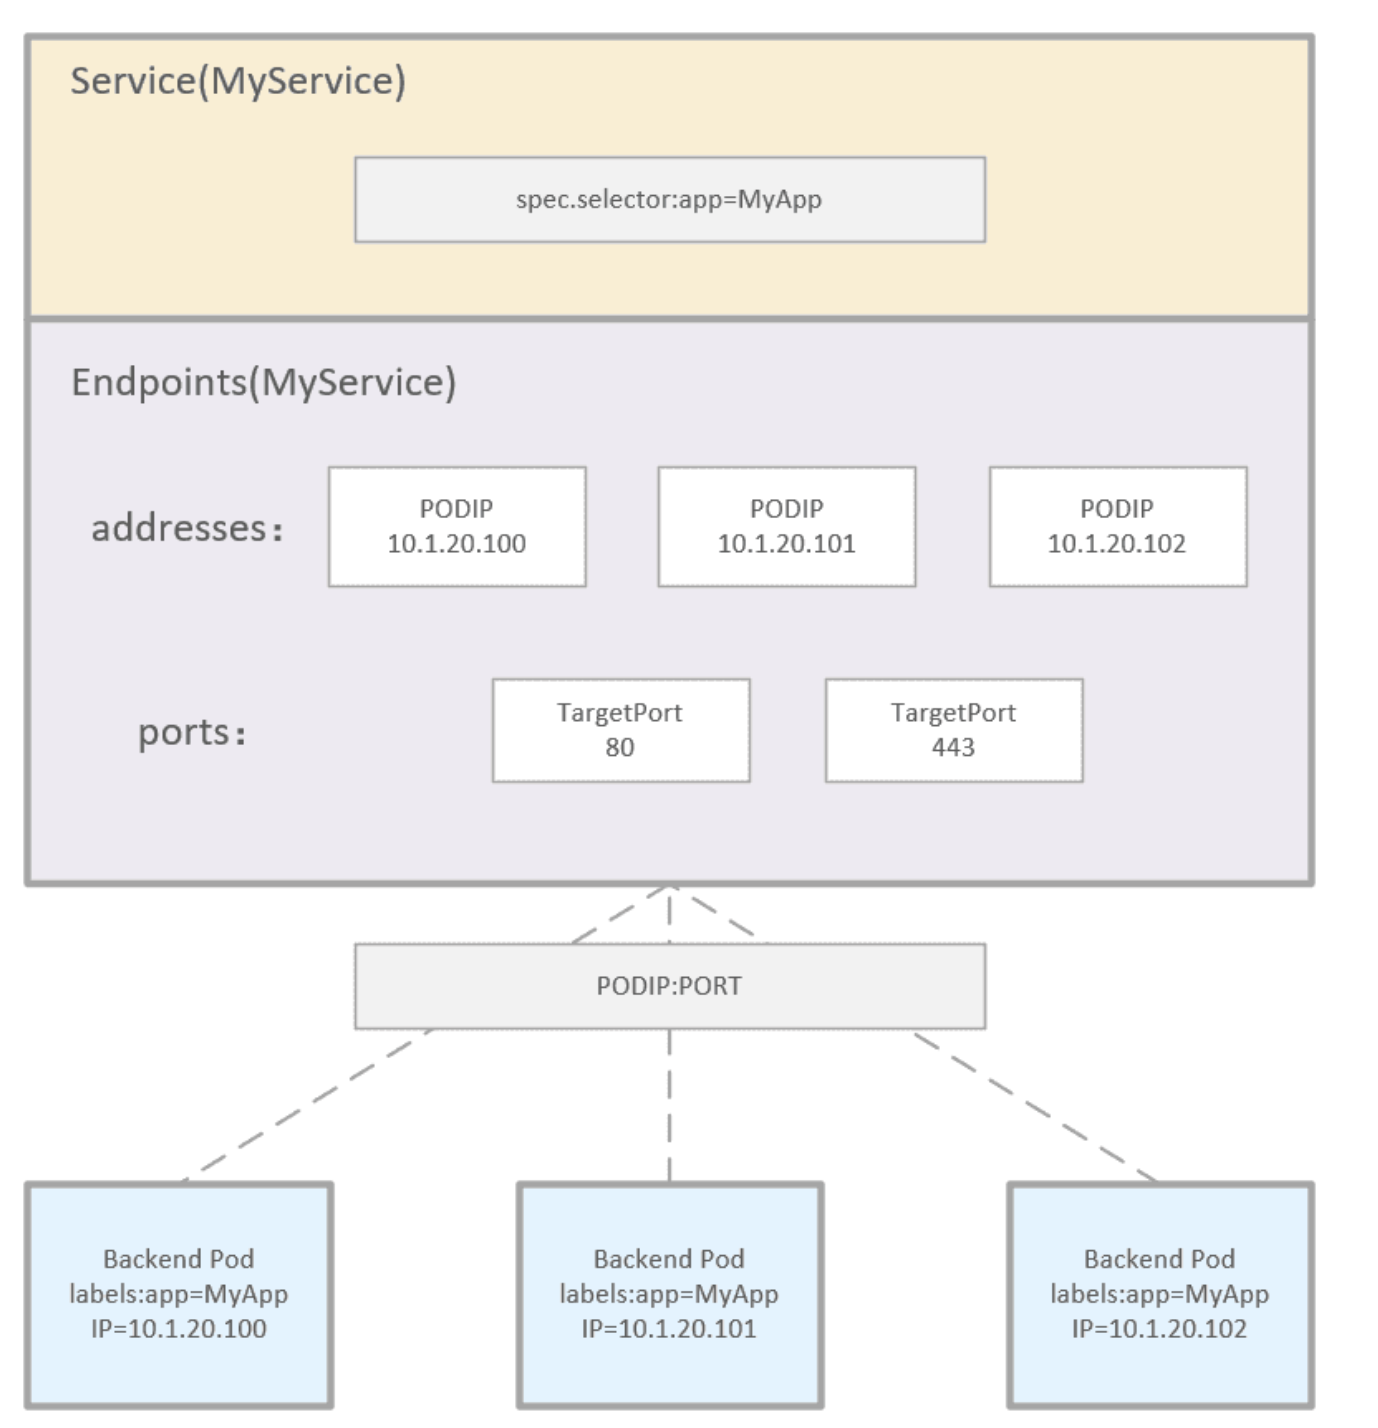 Service(MyService)
spec.selector:app=MyApp
Endpoints(MyService)
addresses：
PODIP
10.1.20.100
PODIP
10.1.20.101
PODIP
10.1.20.102
ports：
TargetPort
80
TargetPort
443
PODIP:PORT
Backend Pod
labels:app=MyApp
IP=10.1.20.100
Backend Pod
labels:app=MyApp
IP=10.1.20.101
Backend Pod
labels:app=MyApp
IP=10.1.20.102